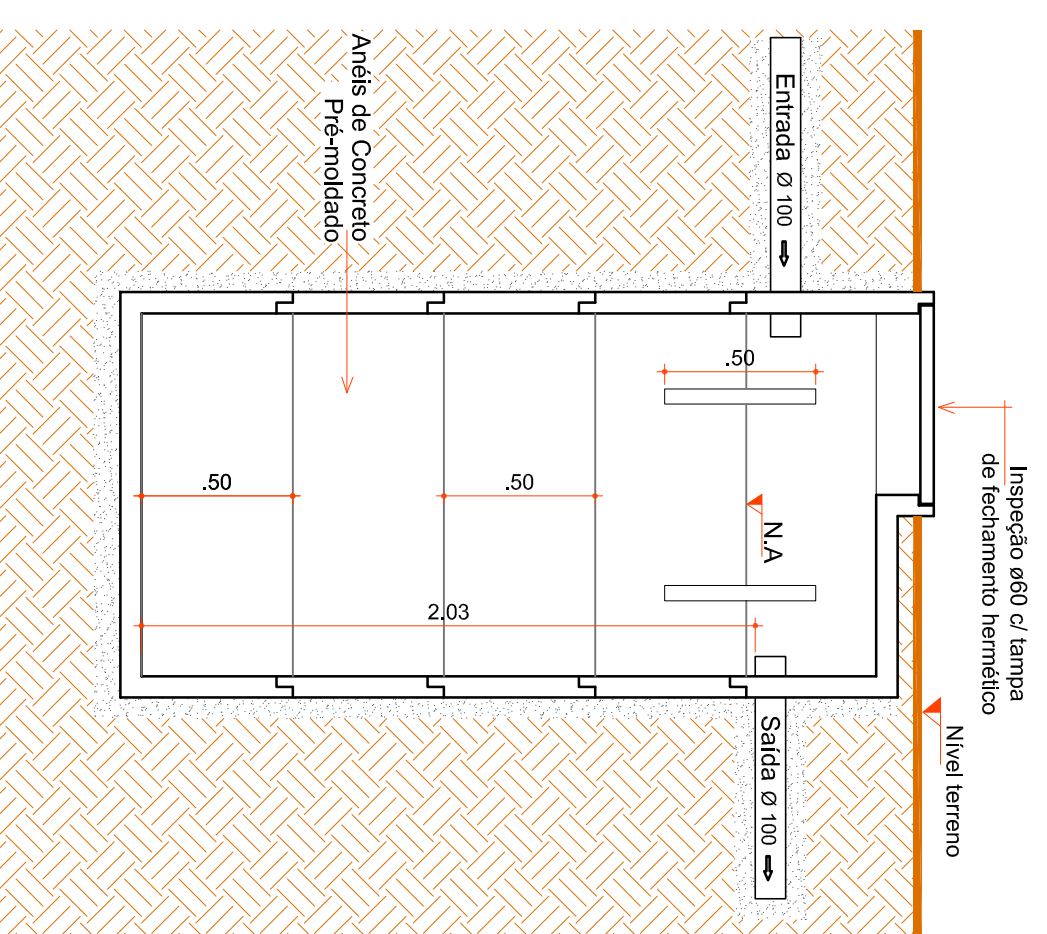 Inspeção ø60 c/ tampa
de fechamento hermético
Nível terreno
Entrada Ø 100
Saída Ø 100
.50
N.A
.50
.50
2.03
Anéis de Concreto
Pré-moldado